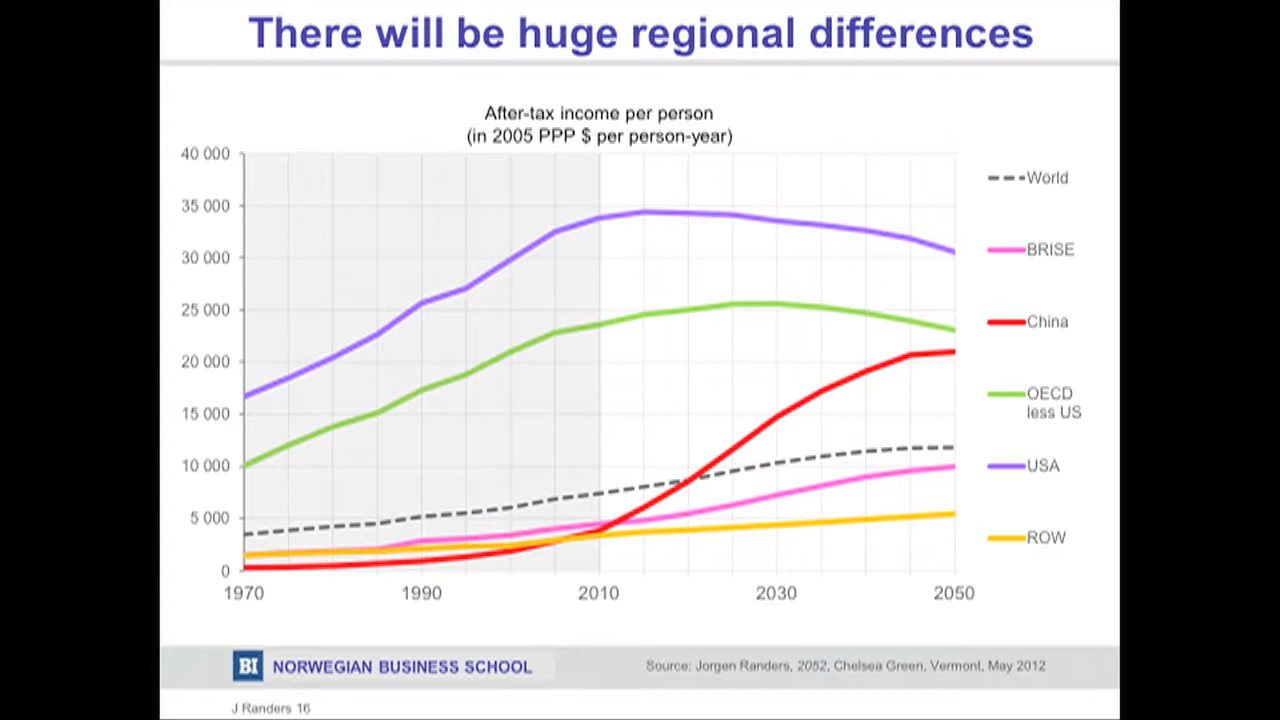 There will be huge regional differences
After-tax income per person
(in 2005 PPP $ per person-year)
40 000
35 000
30 000
25 000
20 000
15 000
10 000
5 000
0
1970
1990
2010
2030
2050
World
BRISE
China
OECD
less US
USA
ROW
BI NORWEGIAN BUSINESS SCHOOL
Source: Jorgen Randers, 2052, Chelsea Green, Vermont, May 2012
J Randers 16